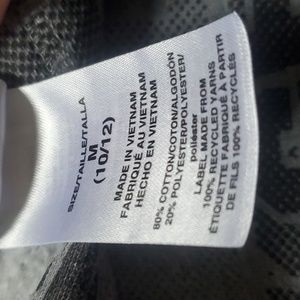 SIZE/TAILLE/TALLA
M
(10/12)
MADE IN VIETNAM
FABRIQUÉ AU VIETNAM
HECHO EN VIETNAM
80% COTTON/COTON/ALGODÓN
20% POLYESTER/POLYESTER/
poliéster
LABEL MADE FROM
100% RECYCLED YARNS
ÉTIQUETTE FABRIQUÉ À PARTIR
DE FILS 100% RECYCLÉS